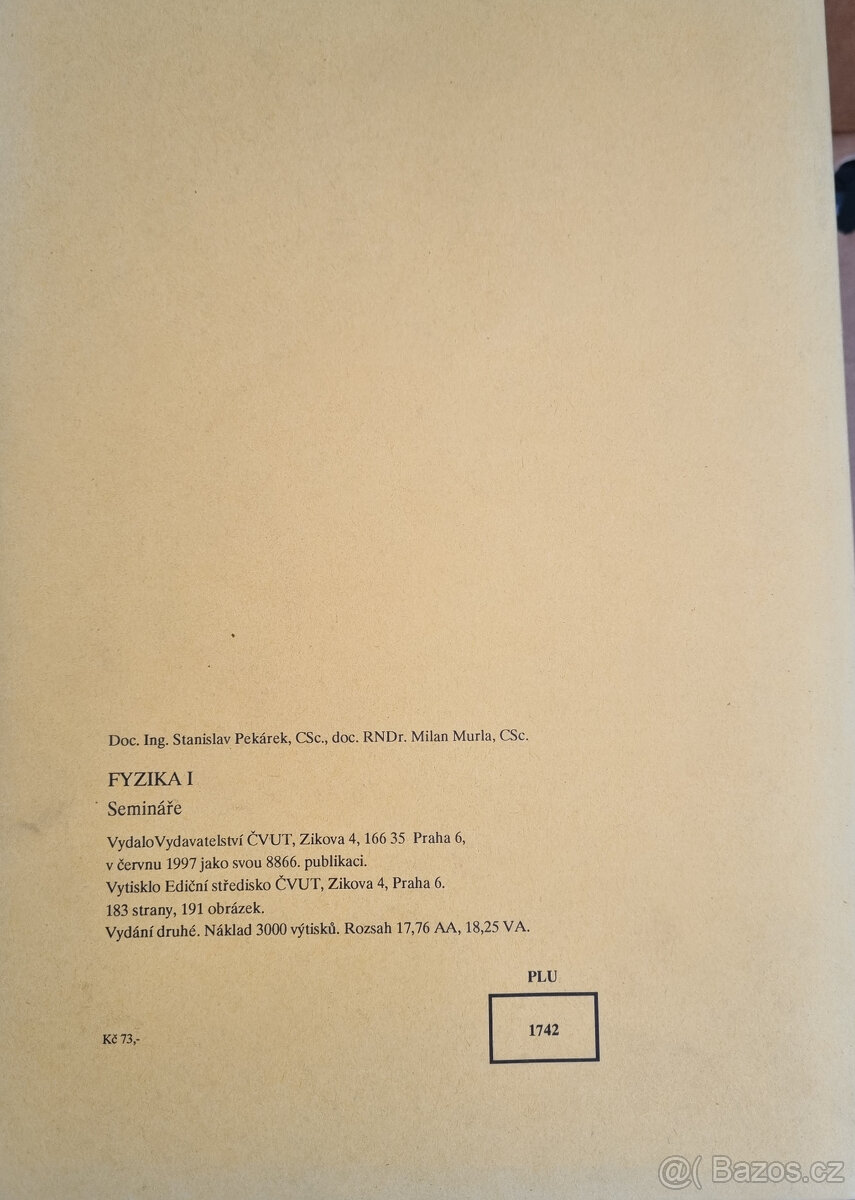 Doc. Ing. Stanislav Pekárek, CSc., doc. RNDr. Milan Murla, CSc.
FYZIKA I
Semináře
VydaloVydavatelství ČVUT, Zikova 4, 166 35 Praha 6,
v červnu 1997 jako svou 8866. publikaci.
Vytisklo Ediční středisko ČVUT, Zikova 4, Praha 6.
183 strany, 191 obrázek.
Vydání druhé. Náklad 3000 výtisků. Rozsah 17,76 AA, 18,25 VA.
PLU
1742
Kč 73,-
@( Bazos.cz